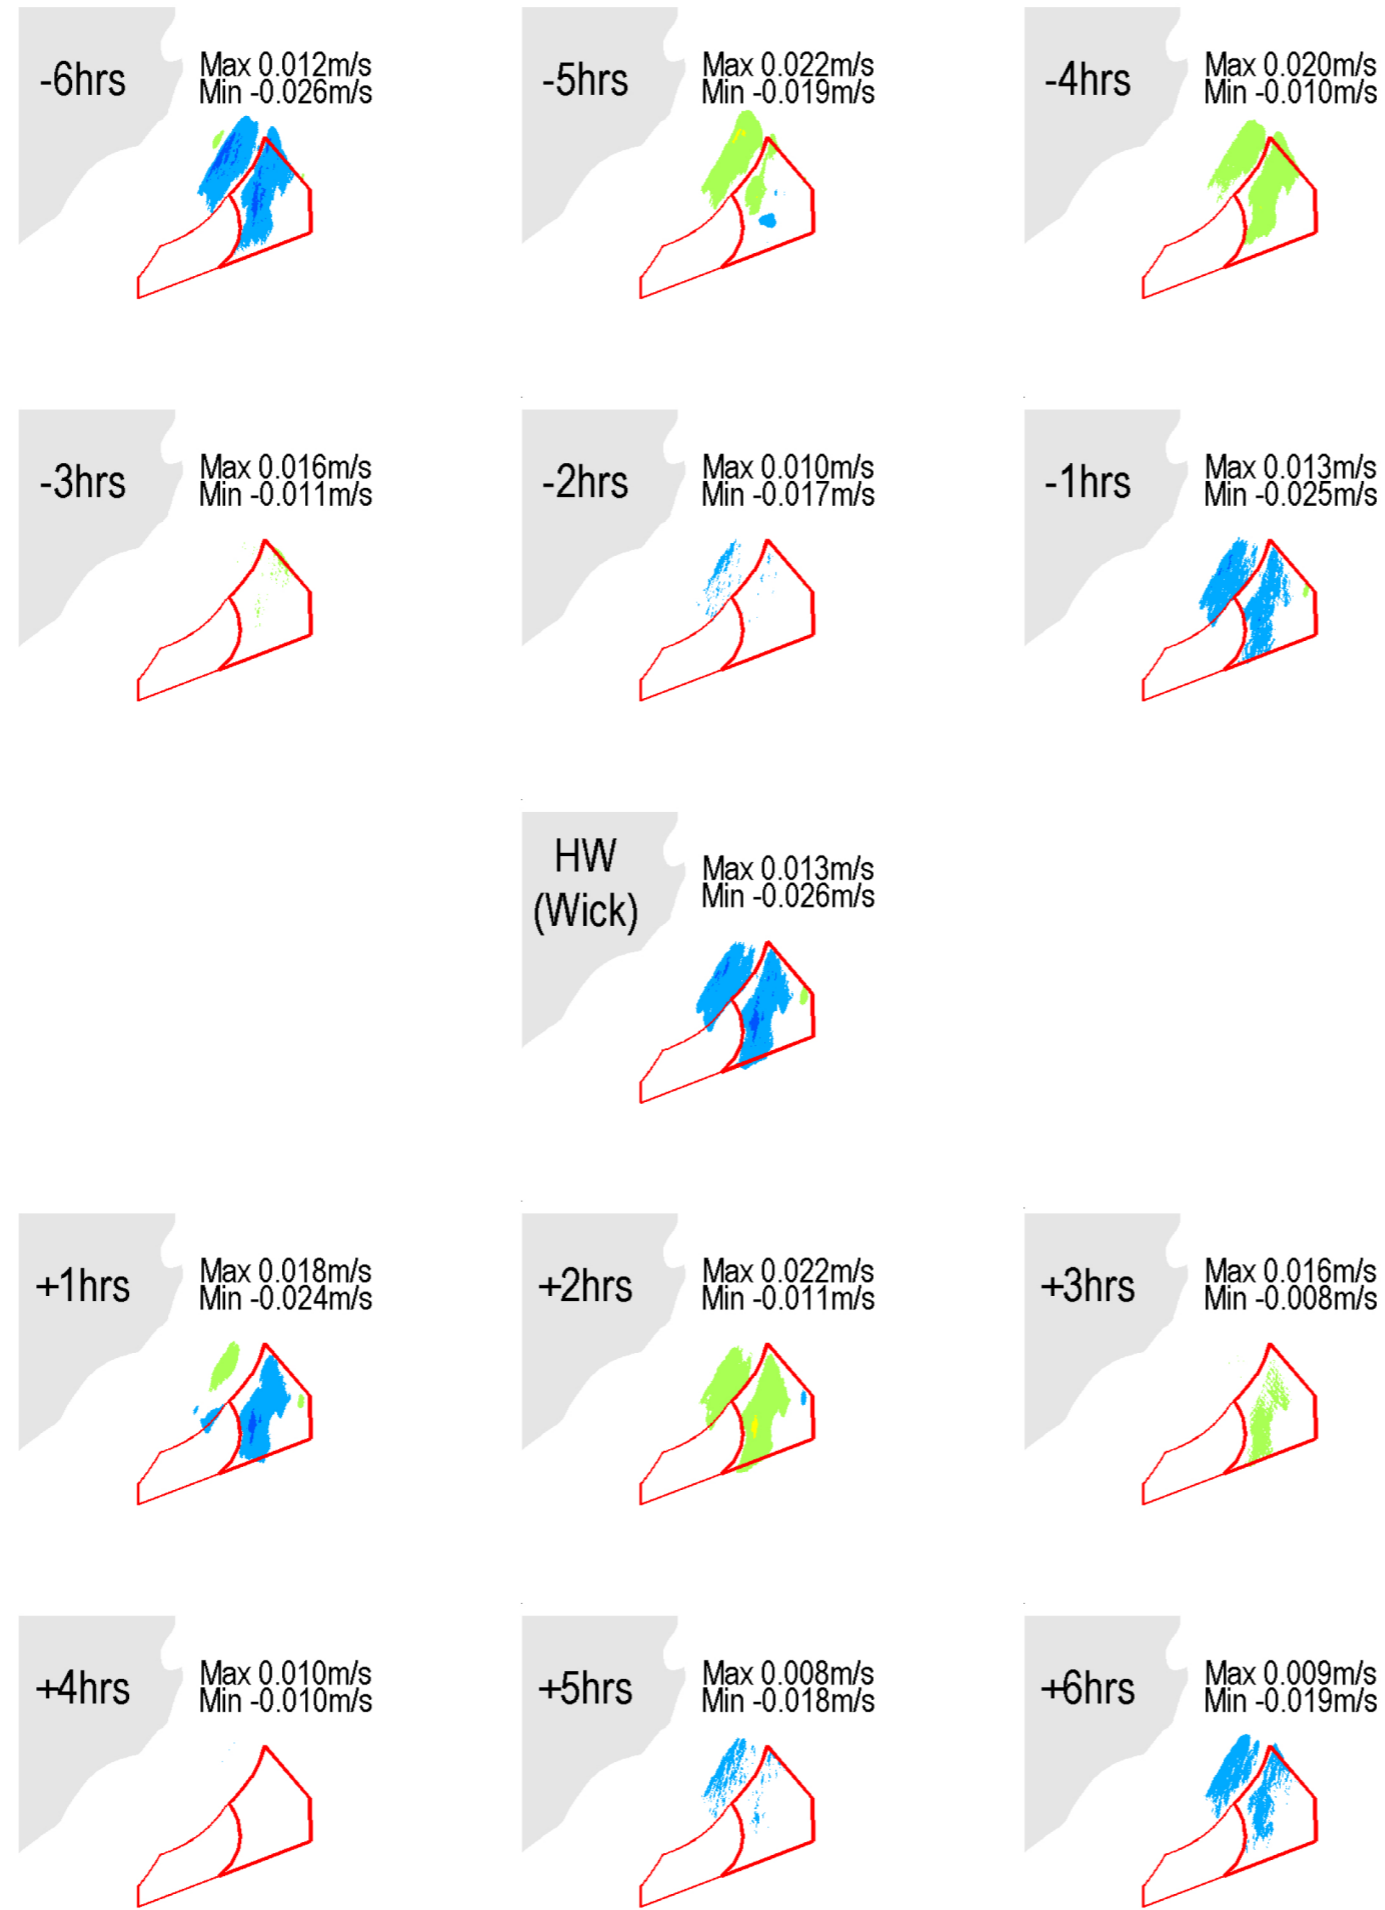 -6hrs
Max 0.012m/s
Min -0.026m/s
-5hrs
Max 0.022m/s
Min -0.019m/s
-4hrs
Max 0.020m/s
Min -0.010m/s
-3hrs
Max 0.016m/s
Min -0.011m/s
-2hrs
Max 0.010m/s
Min -0.017m/s
-1hrs
Max 0.013m/s
Min -0.025m/s
HW
(Wick)
Max 0.013m/s
Min -0.026m/s
+1hrs
Max 0.018m/s
Min -0.024m/s
+2hrs
Max 0.022m/s
Min -0.011m/s
+3hrs
Max 0.016m/s
Min -0.008m/s
+4hrs
Max 0.010m/s
Min -0.010m/s
+5hrs
Max 0.008m/s
Min -0.018m/s
+6hrs
Max 0.009m/s
Min -0.019m/s